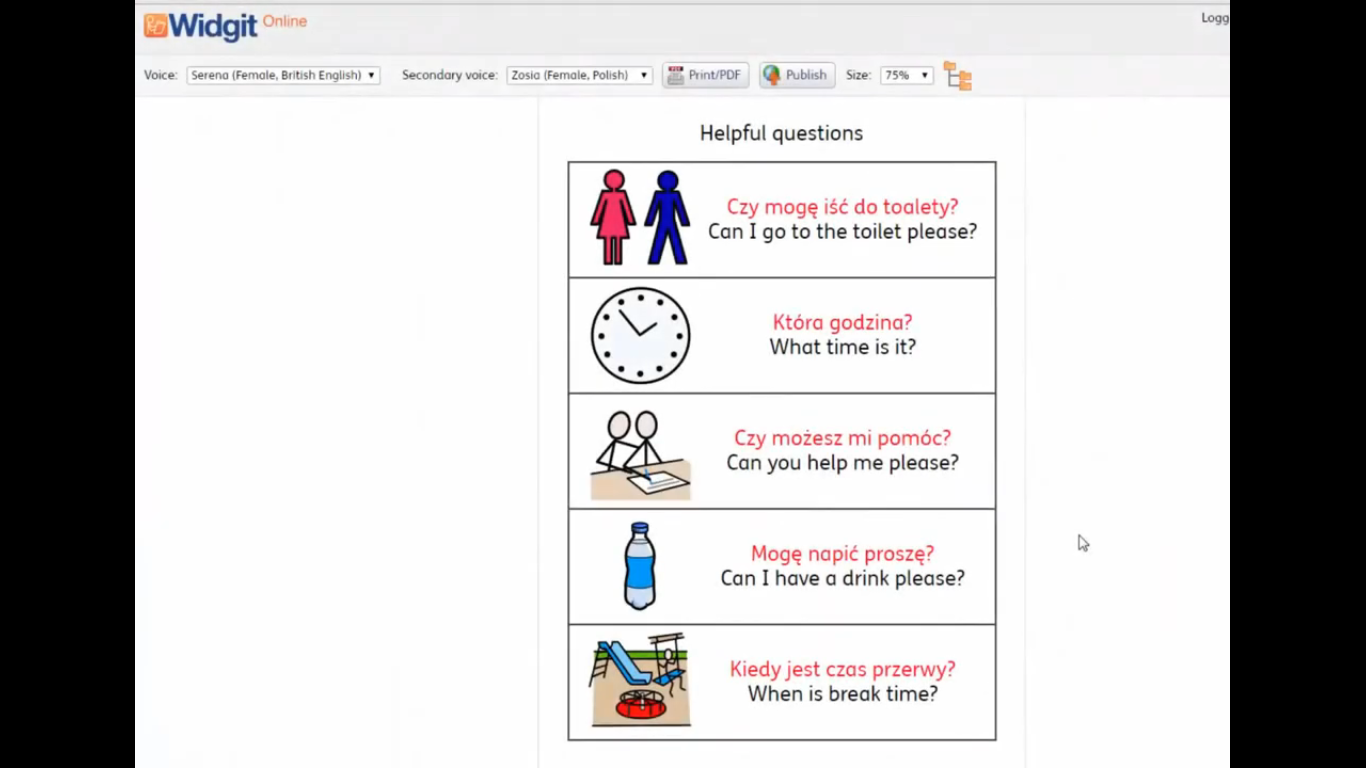 Widgit Online
Logg
Voice: Serena (Female, British English) Secondary voice: Zosia (Female, Polish) Print/PDF Publish Size: 75%
Helpful questions
Czy mogę iść do toalety?
Can I go to the toilet please?
Która godzina?
What time is it?
Czy możesz mi pomóc?
Can you help me please?
Mogę napić proszę?
Can I have a drink please?
Kiedy jest czas przerwy?
When is break time?